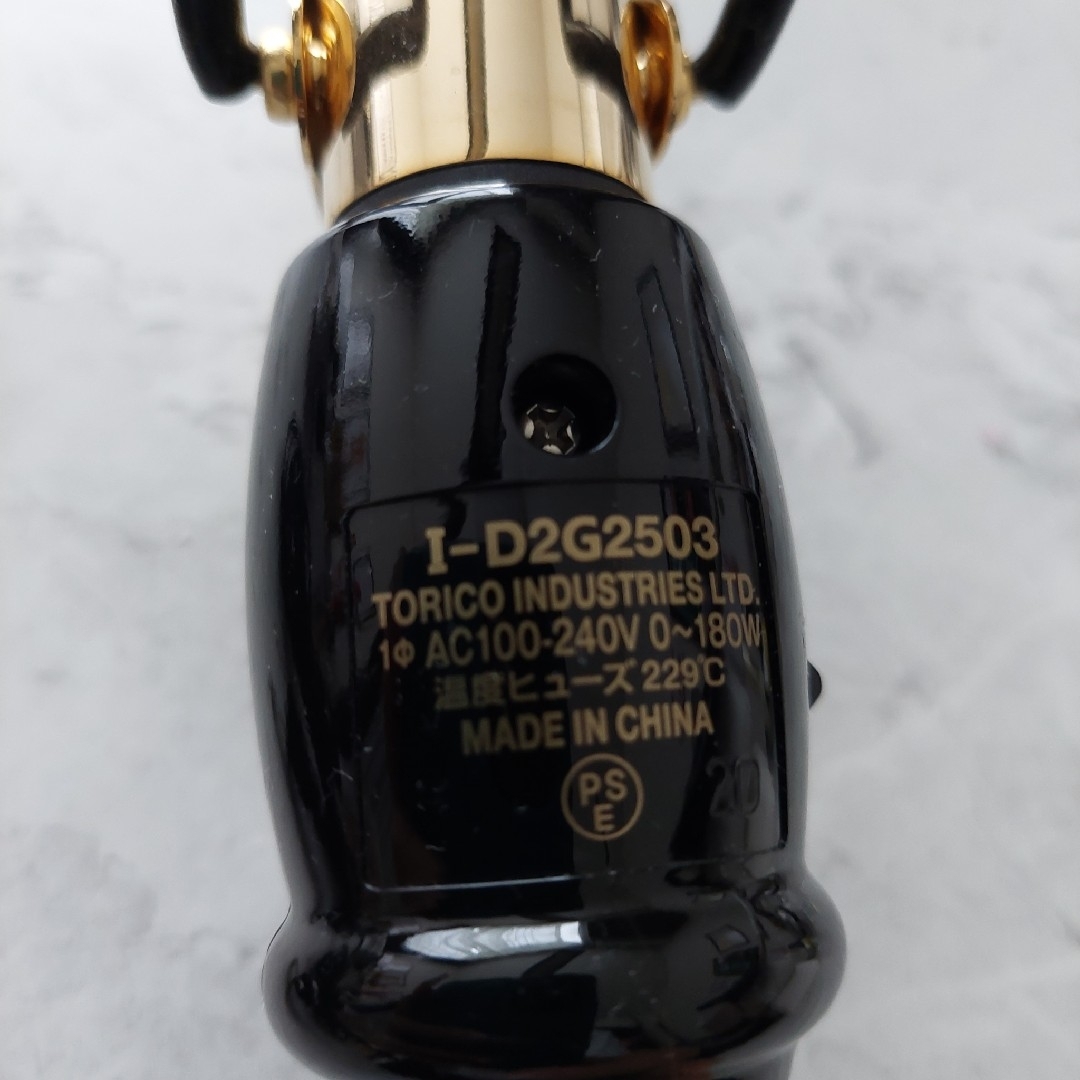 I-D2G2503
TORICO INDUSTRIES LTD.
1Φ AC100-240V 0~180W
温度ヒューズ 229℃
MADE IN CHINA
PS
E
20